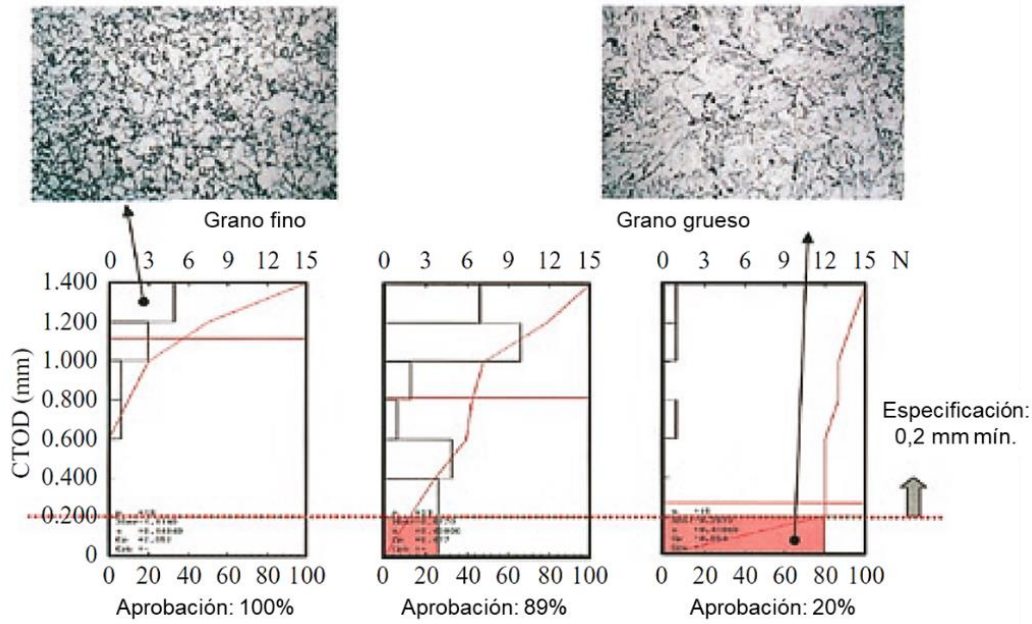 Grano fino
Grano grueso
0 3 6 9 12 15
0 3 6 9 12 15
0 3 6 9 12 15 N
CTOD (mm)
1.400
1.200
1.000
0.800
0.600
0.400
0.200
0
Especificación:
0,2 mm mín.
0 20 40 60 80 100
0 20 40 60 80 100
0 20 40 60 80 100
Aprobación: 100%
Aprobación: 89%
Aprobación: 20%